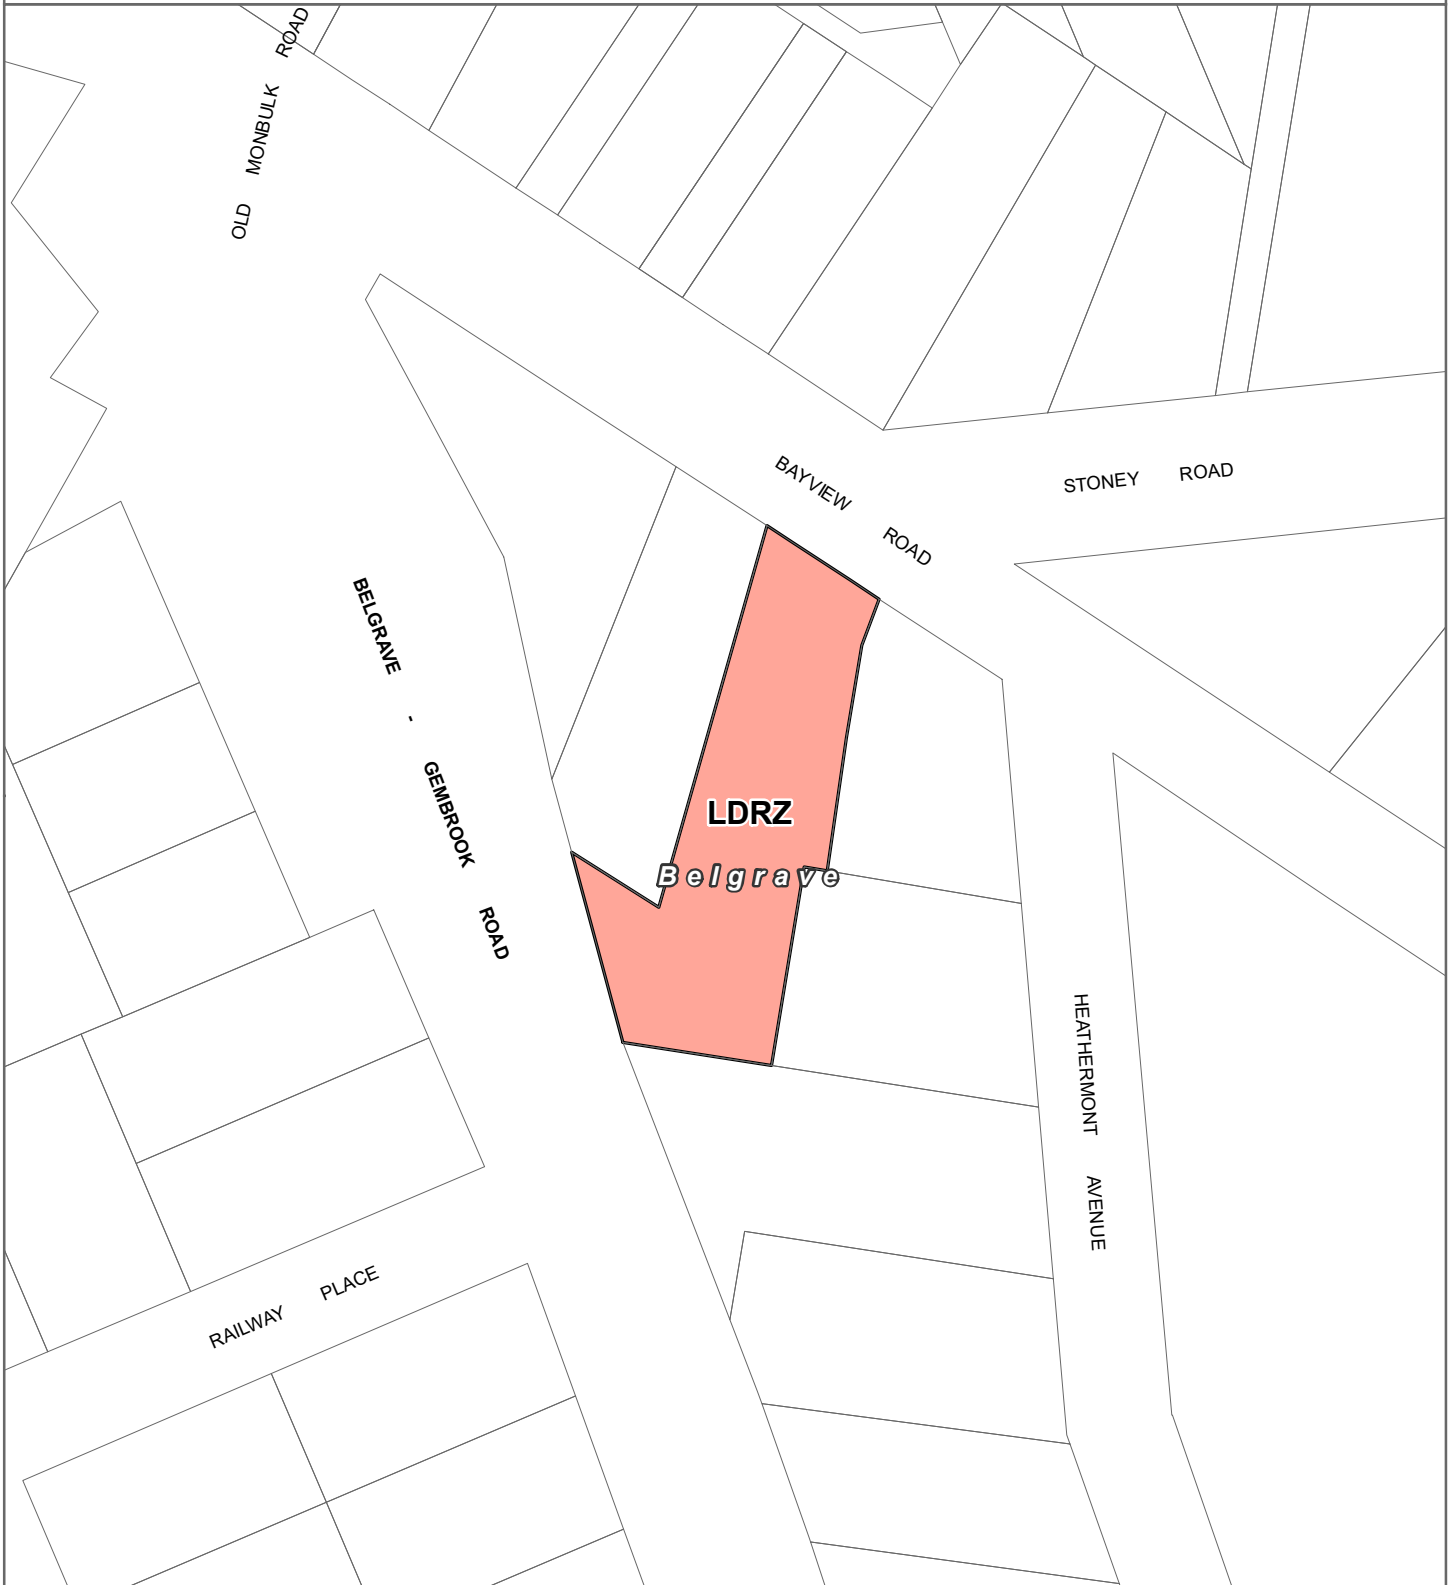 OLD MONBULK ROAD
BAYVIEW ROAD
STONEY ROAD
BELGRAVE - GEMBROOK ROAD
LDRZ
Belgrave
HEATHERMONT AVENUE
RAILWAY PLACE